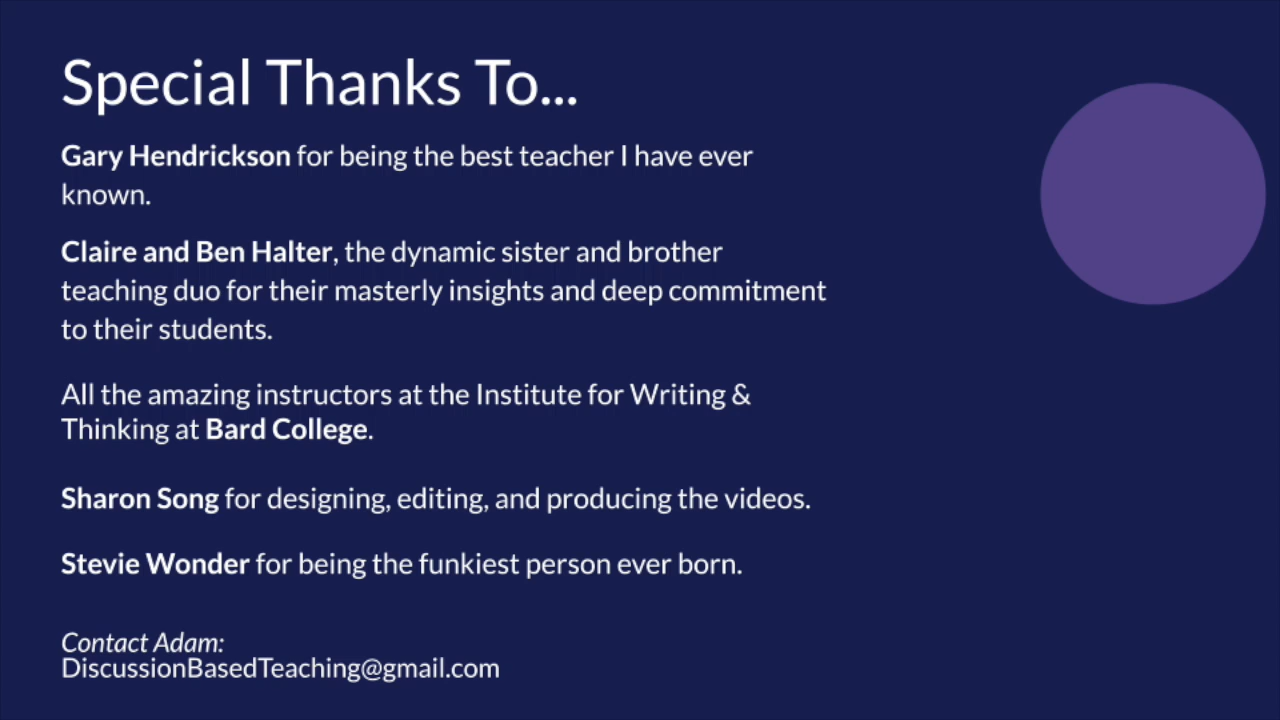 Special Thanks To...
Gary Hendrickson for being the best teacher I have ever
known.
Claire and Ben Halter, the dynamic sister and brother
teaching duo for their masterly insights and deep commitment
to their students.
All the amazing instructors at the Institute for Writing &
Thinking at Bard College.
Sharon Song for designing, editing, and producing the videos.
Stevie Wonder for being the funkiest person ever born.
Contact Adam:
DiscussionBasedTeaching@gmail.com